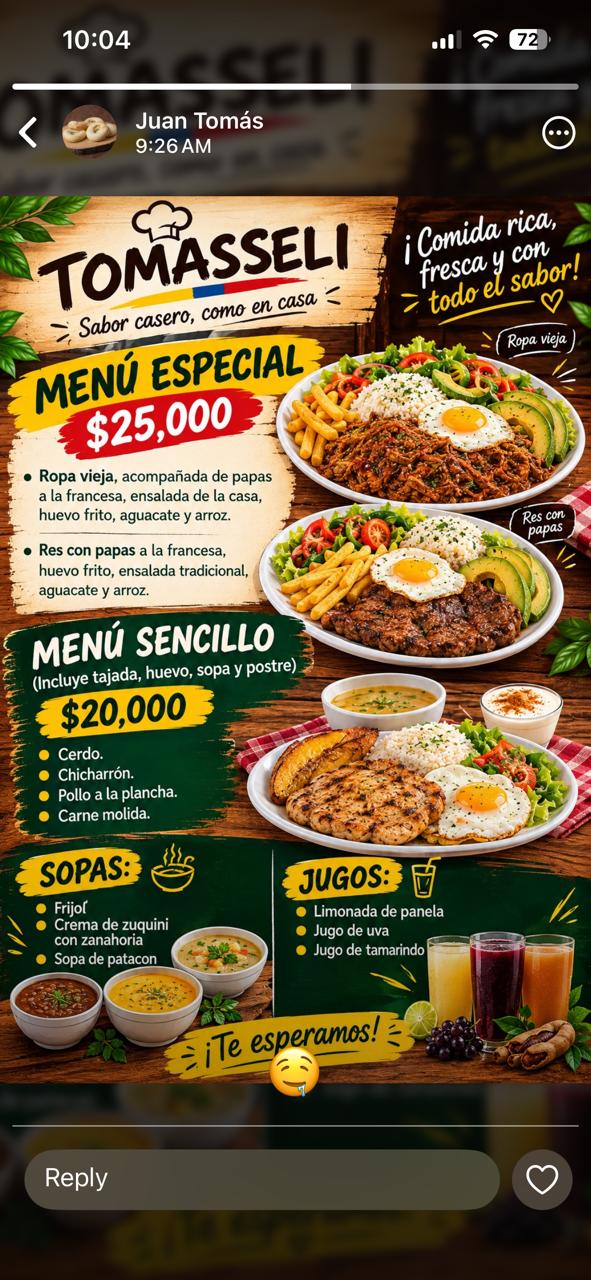 10:04
72
Juan Tomás
9:26 AM
TOMASSELI
Sabor casero, como en casa
¡Comida rica,
fresca y con
todo el sabor!
Ropa vieja
MENÚ ESPECIAL
$25,000
• Ropa vieja, acompañada de papas
a la francesa, ensalada de la casa,
huevo frito, aguacate y arroz.
Res con
papas
• Res con papas a la francesa,
huevo frito, ensalada tradicional,
aguacate y arroz.
MENÚ SENCILLO
(Incluye tajada, huevo, sopa y postre)
$20,000
• Cerdo.
• Chicharrón.
• Pollo a la plancha.
• Carne molida.
SOPAS:
• Frijol
• Crema de zuquini
con zanahoria
• Sopa de patacon
JUGOS:
• Limonada de panela
• Jugo de uva
• Jugo de tamarindo
¡Te esperamos!
Reply